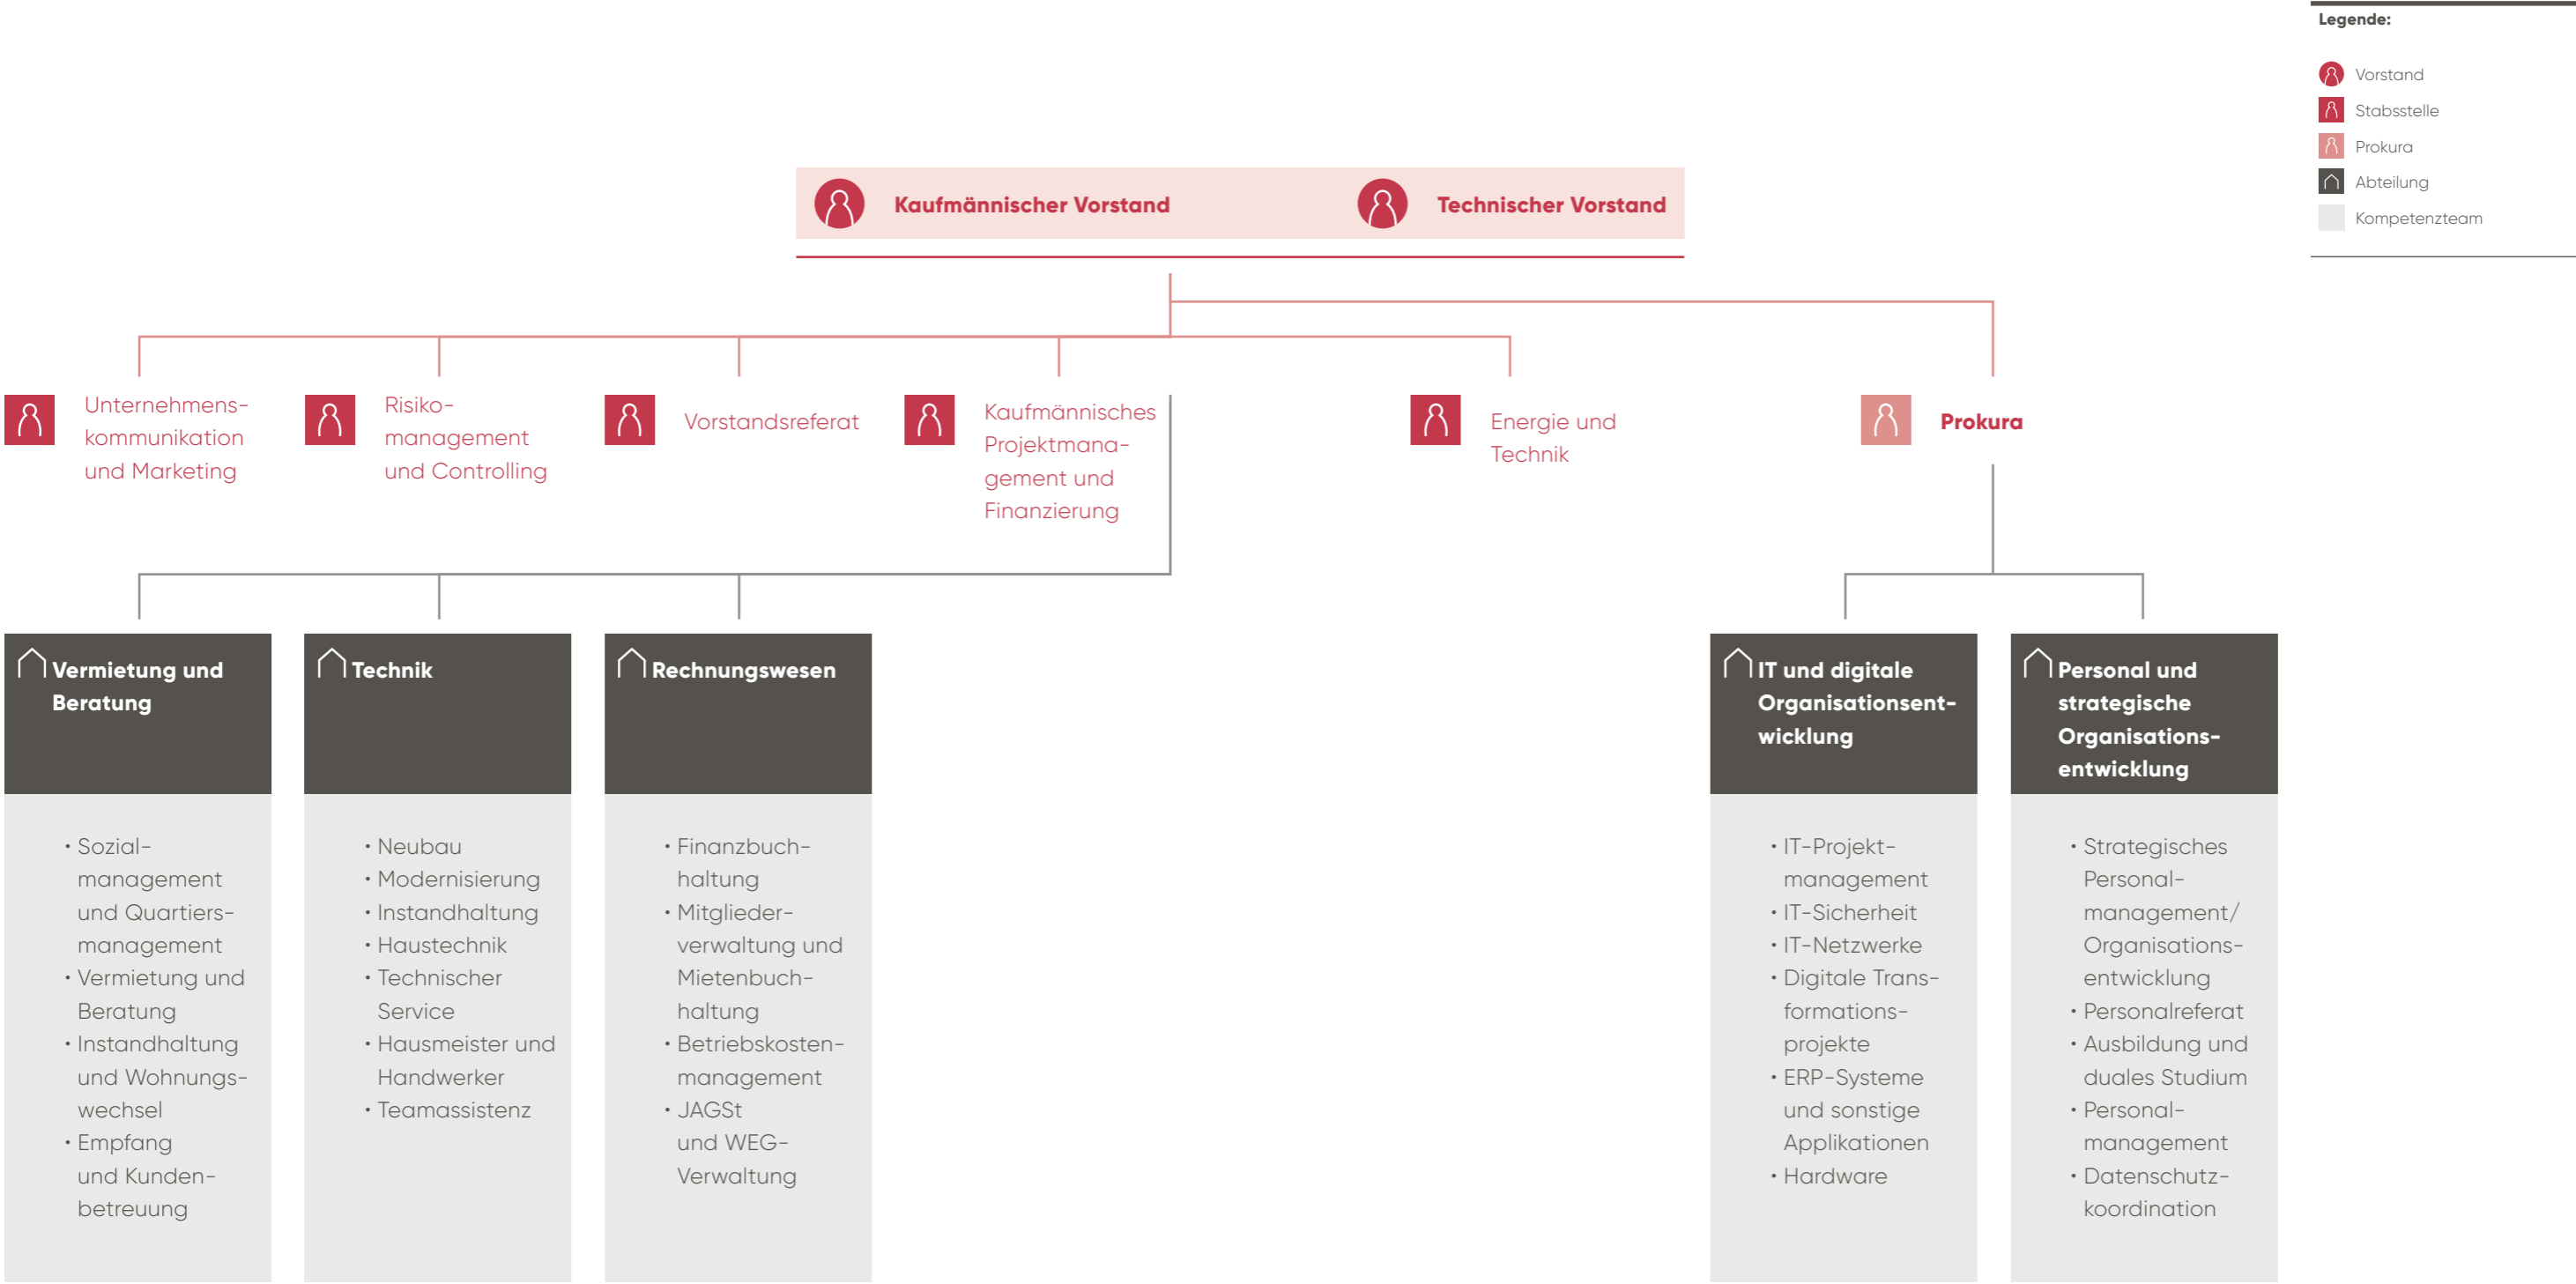 Legende:
Vorstand
Stabsstelle
Prokura
Abteilung
Kompetenzteam
Kaufmännischer Vorstand
Technischer Vorstand
Unternehmens-
kommunikation
und Marketing
Risiko-
management
und Controlling
Vorstandsreferat
Kaufmännisches
Projektmana-
gement und
Finanzierung
Energie und
Technik
Prokura
Vermietung und
Beratung
• Sozial-
management
und Quartiers-
management
• Vermietung und
Beratung
• Instandhaltung
und Wohnungs-
wechsel
• Empfang
und Kunden-
betreuung
Technik
• Neubau
• Modernisierung
• Instandhaltung
• Haustechnik
• Technischer
Service
• Hausmeister und
Handwerker
• Teamassistenz
Rechnungswesen
• Finanzbuch-
haltung
• Mitglieder-
verwaltung und
Mietenbuch-
haltung
• Betriebskosten-
management
• JAGSt
und WEG-
Verwaltung
IT und digitale
Organisationsent-
wicklung
• IT-Projekt-
management
• IT-Sicherheit
• IT-Netzwerke
• Digitale Trans-
formations-
projekte
• ERP-Systeme
und sonstige
Applikationen
• Hardware
Personal und
strategische
Organisations-
entwicklung
• Strategisches
Personal-
management/
Organisations-
entwicklung
• Personalreferat
• Ausbildung und
duales Studium
• Personal-
management
• Datenschutz-
koordination